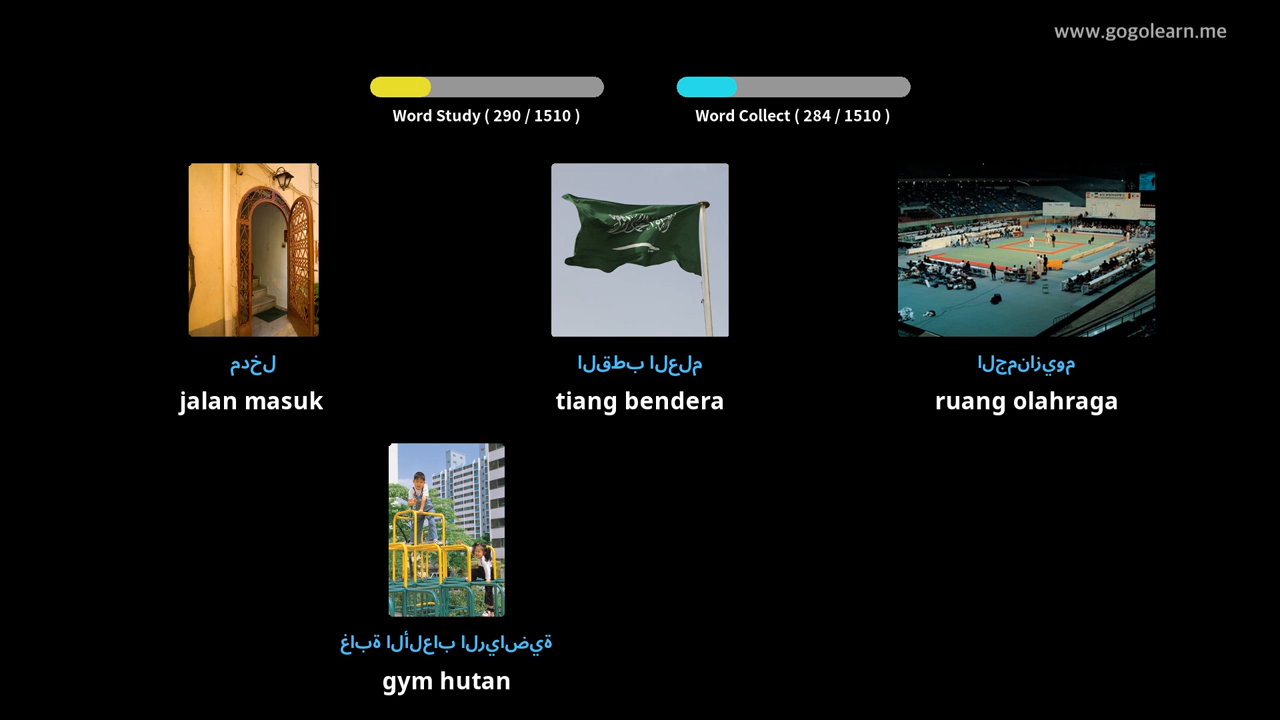 www.gogolearn.me
Word Study ( 290 / 1510 )
Word Collect ( 284 / 1510 )
مدخل
jalan masuk
القطب العلم
tiang bendera
الجمنازيوم
ruang olahraga
غابة الألعاب الرياضية
gym hutan